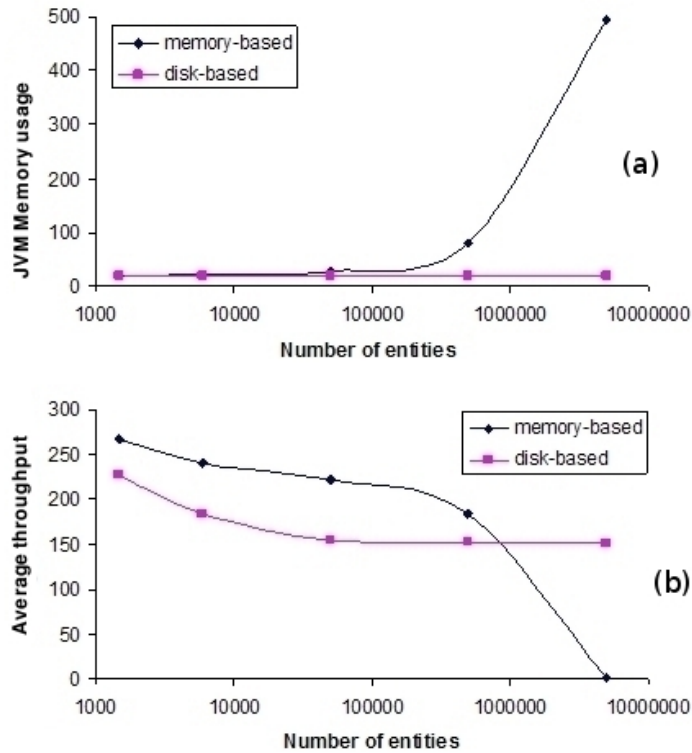 500
400
300
200
100
0
JVM Memory usage
memory-based
disk-based
(a)
1000 10000 100000 1000000 10000000
Number of entities
300
250
200
150
100
50
0
Average throughput
memory-based
disk-based
(b)
1000 10000 100000 1000000 10000000
Number of entities